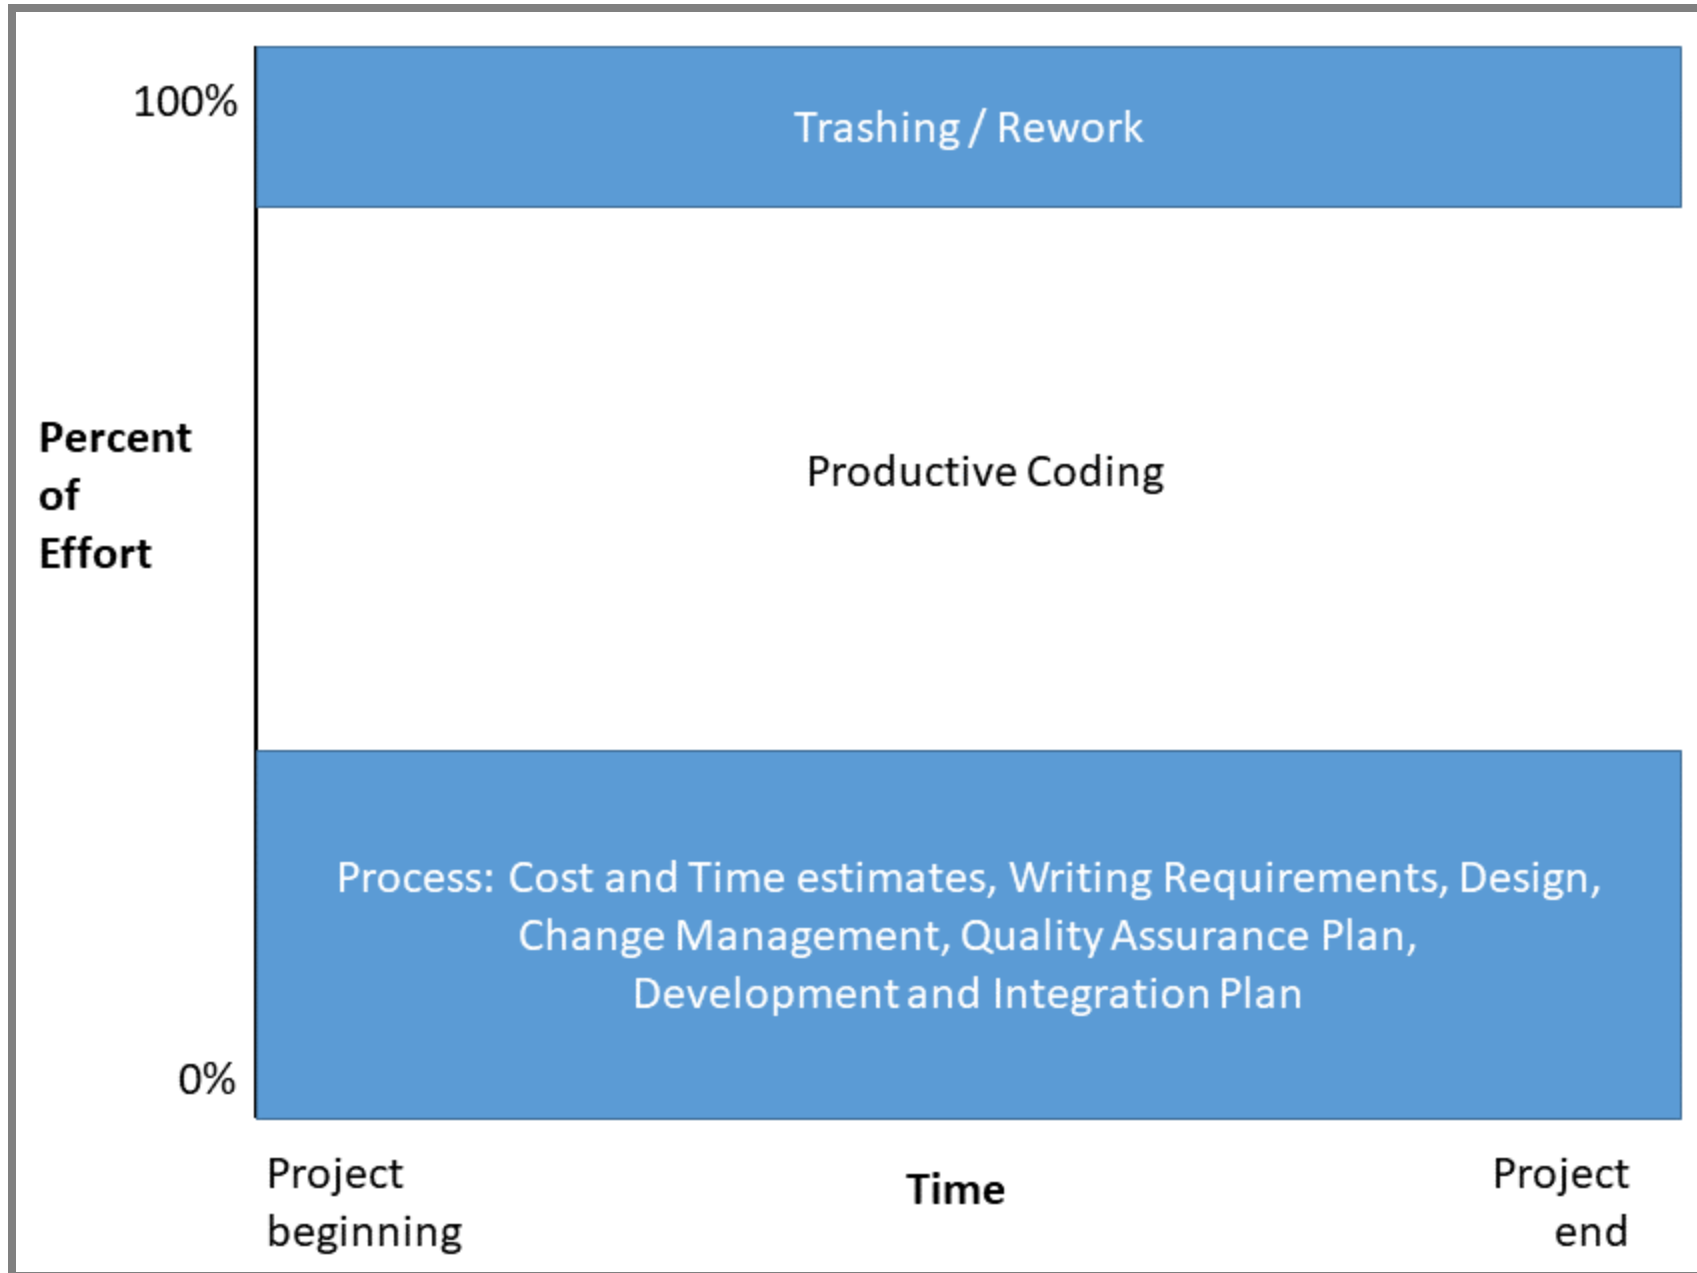 100%
Trashing / Rework
Percent
of
Effort
Productive Coding
Process: Cost and Time estimates, Writing Requirements, Design,
Change Management, Quality Assurance Plan,
Development and Integration Plan
0%
Project
beginning
Time
Project
end